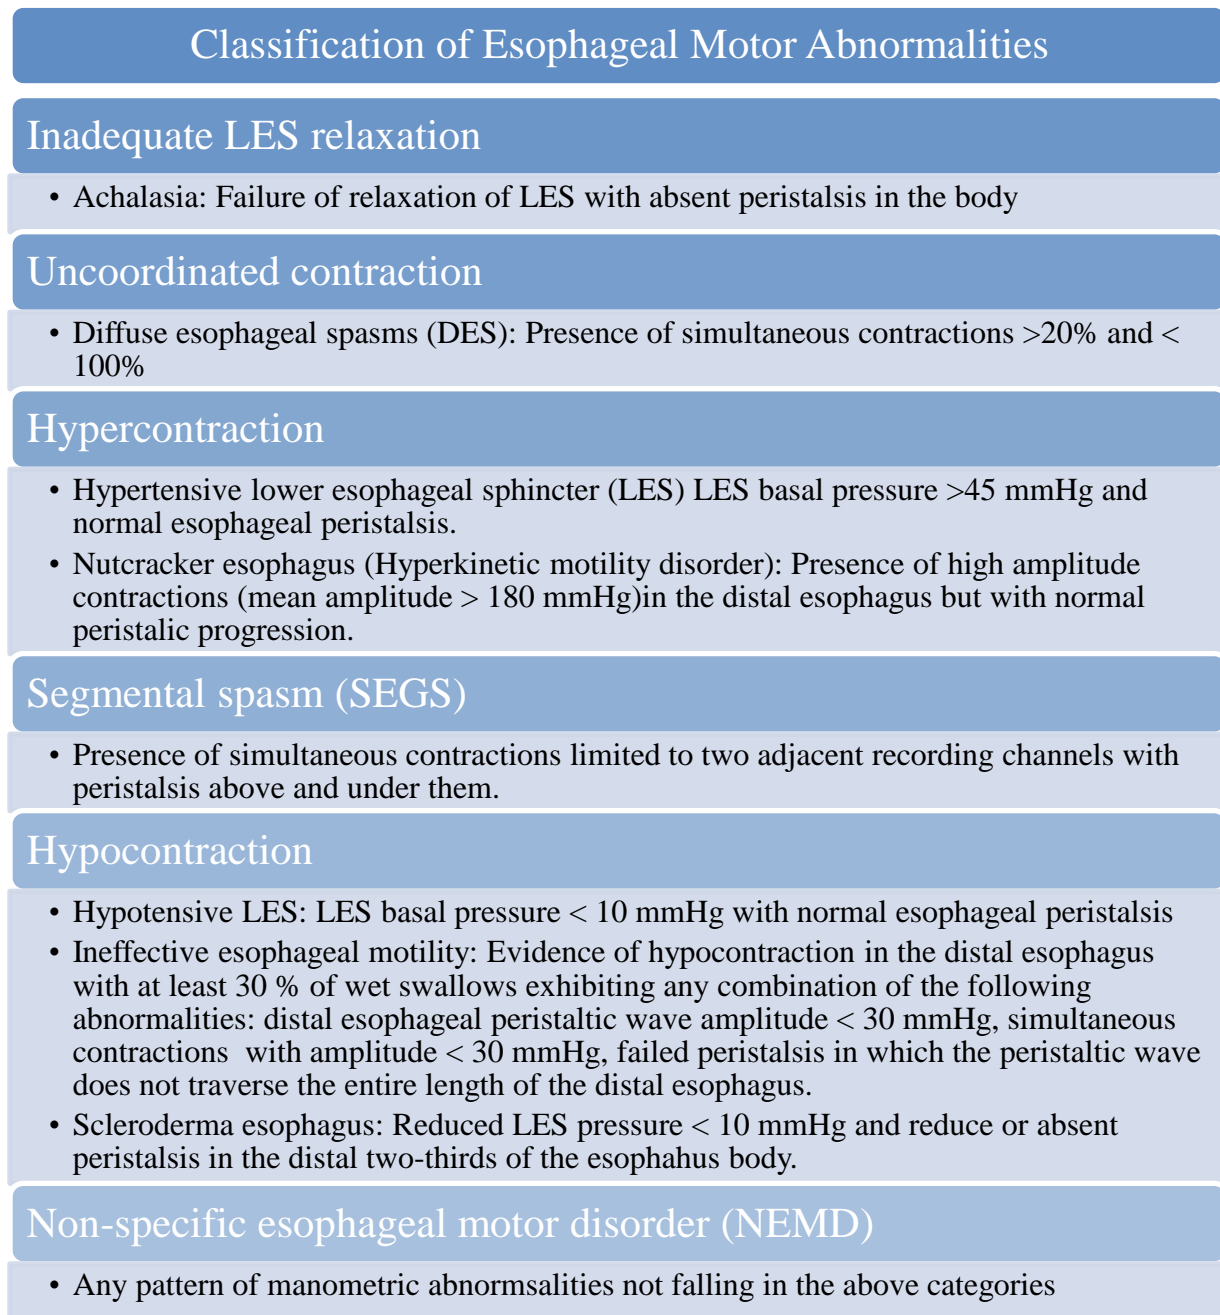 Classification of Esophageal Motor Abnormalities
Inadequate LES relaxation
• Achalasia: Failure of relaxation of LES with absent peristalsis in the body
Uncoordinated contraction
• Diffuse esophageal spasms (DES): Presence of simultaneous contractions >20% and <
100%
Hypercontraction
• Hypertensive lower esophageal sphincter (LES) LES basal pressure >45 mmHg and
normal esophageal peristalsis.
• Nutcracker esophagus (Hyperkinetic motility disorder): Presence of high amplitude
contractions (mean amplitude > 180 mmHg)in the distal esophagus but with normal
peristalic progression.
Segmental spasm (SEGS)
• Presence of simultaneous contractions limited to two adjacent recording channels with
peristalsis above and under them.
Hypocontraction
• Hypotensive LES: LES basal pressure < 10 mmHg with normal esophageal peristalsis
• Ineffective esophageal motility: Evidence of hypocontraction in the distal esophagus
with at least 30 % of wet swallows exhibiting any combination of the following
abnormalities: distal esophageal peristaltic wave amplitude < 30 mmHg, simultaneous
contractions with amplitude < 30 mmHg, failed peristalsis in which the peristaltic wave
does not traverse the entire length of the distal esophagus.
• Scleroderma esophagus: Reduced LES pressure < 10 mmHg and reduce or absent
peristalsis in the distal two-thirds of the esophahus body.
Non-specific esophageal motor disorder (NEMD)
• Any pattern of manometric abnormsalities not falling in the above categories